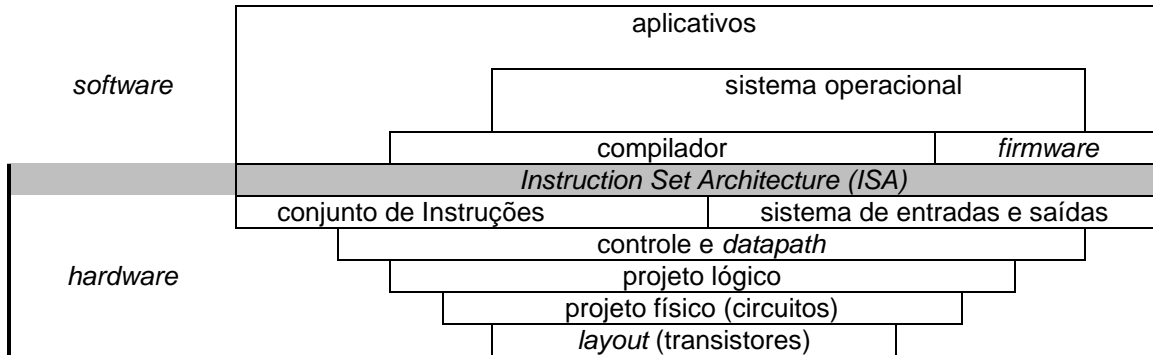 aplicativos
software
sistema operacional
compilador
firmware
Instruction Set Architecture (ISA)
conjunto de Instruções
sistema de entradas e saídas
controle e datapath
hardware
projeto lógico
projeto físico (circuitos)
layout (transistores)